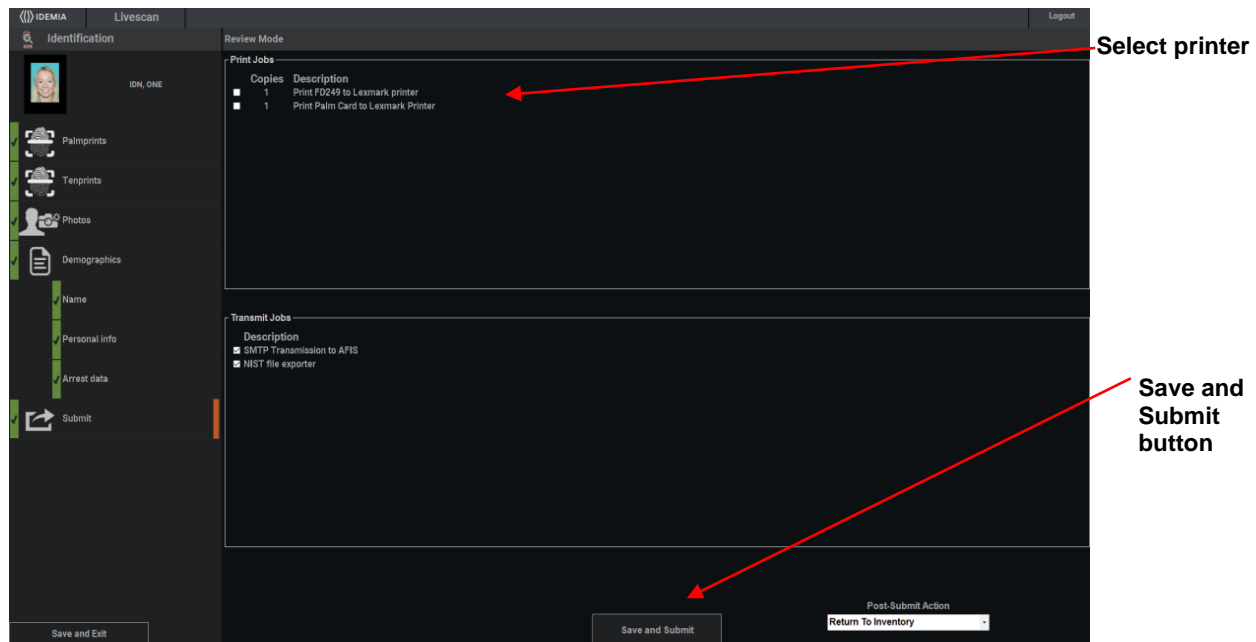 IDEMIA Livescan Logout
Identification
Review Mode
IDN, ONE
Palmprints
Tenprints
Photos
Demographics
Name
Personal info
Arrest data
Submit
Save and Exit
Print Jobs
Copies Description
1 Print FD249 to Lexmark printer
1 Print Palm Card to Lexmark Printer
Transmit Jobs
Description
SMTP Transmission to AFIS
NIST file exporter
Save and Submit
Post-Submit Action
Return To Inventory
Select printer
Save and
Submit
button